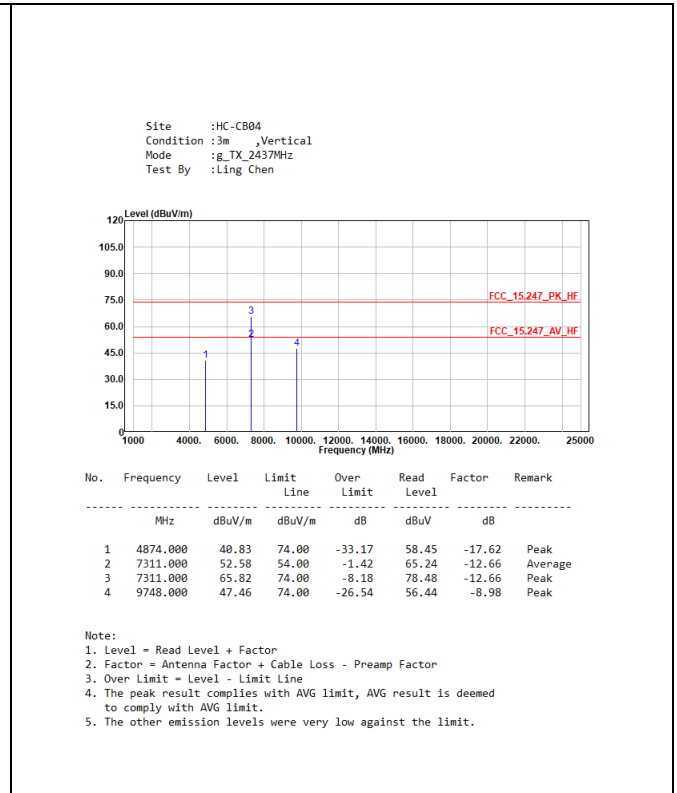 Site      :HC-CB04
Condition :3m    ,Vertical
Mode      :g_TX_2437MHz
Test By   :Ling Chen
Level (dBuV/m)
120
105.0
90.0
75.0
FCC_15.247_PK_HF
3
60.0
FCC_15.247_AV_HF
2
4
45.0
1
30.0
15.0
0
1000 4000. 6000. 8000. 10000. 12000. 14000. 16000. 18000. 20000. 22000. 25000
Frequency (MHz)
No. Frequency Level Limit Over Read Factor Remark
Line Limit Level
------ ----------- -------- --------- -------- -------- ------- ---------
MHz dBuV/m dBuV/m dB dBuV dB
1 4874.000 40.83 74.00 -33.17 58.45 -17.62 Peak
2 7311.000 52.58 54.00 -1.42 65.24 -12.66 Average
3 7311.000 65.82 74.00 -8.18 78.48 -12.66 Peak
4 9748.000 47.46 74.00 -26.54 56.44 -8.98 Peak
Note:
1. Level = Read Level + Factor
2. Factor = Antenna Factor + Cable Loss - Preamp Factor
3. Over Limit = Level - Limit Line
4. The peak result complies with AVG limit, AVG result is deemed
to comply with AVG limit.
5. The other emission levels were very low against the limit.